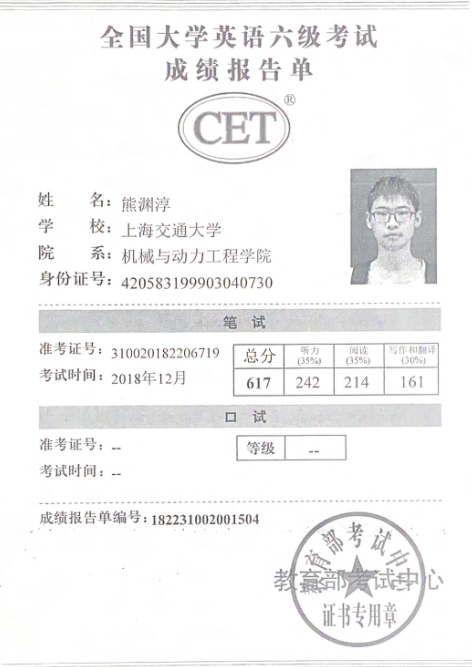 全国大学英语六级考试
成绩报告单
CET®
姓 名：熊渊淳
学 校：上海交通大学
院 系：机械与动力工程学院
身份证号：420583199903040730
笔 试
准考证号：310020182206719
考试时间：2018年12月
总分 听力(35%) 阅读(35%) 写作和翻译(30%)
617 242 214 161
口 试
准考证号：--
考试时间：--
等级 --
成绩报告单编号：182231002001504
教育部考试中心
教育部考试中心
证书专用章